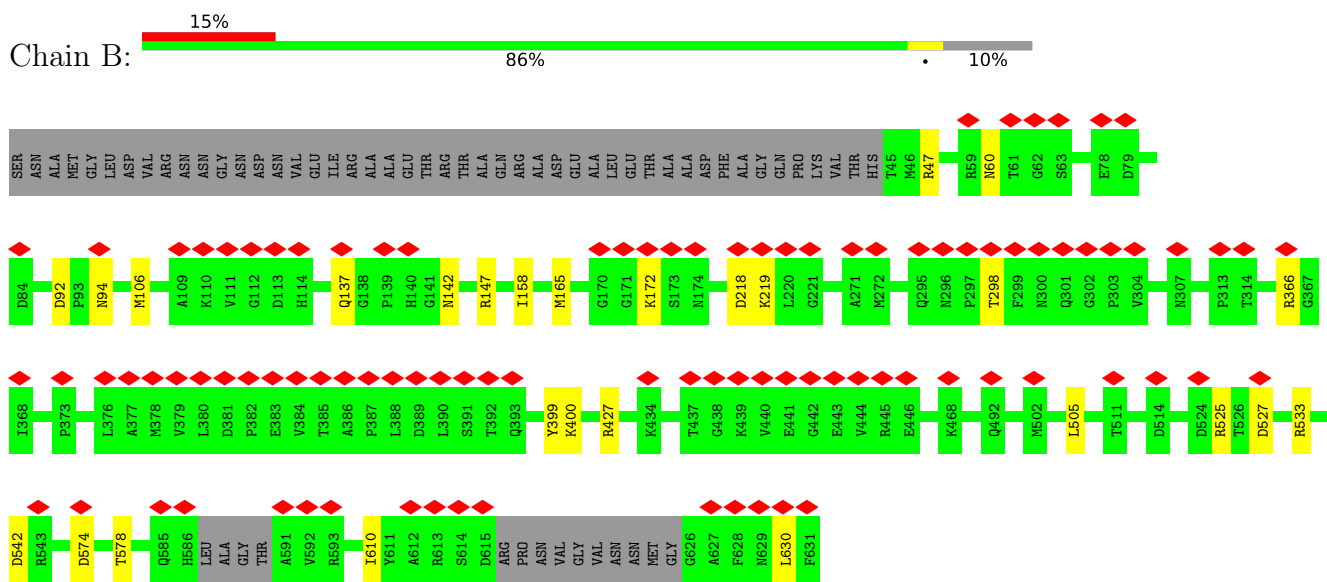 15%
Chain B:
86% • 10%
SER ASN ALA MET GLY LEU ASP VAL ARG ASN ASN GLY ASN ASP ASN VAL GLU ILE ARG ALA ALA GLU THR ARG THR ALA GLN ARG ALA ASP GLU ALA LEU GLU THR ALA ALA ASP PHE ALA GLY GLN PRO LYS VAL THR HIS T45 M46 R47 R59 N60 T61 G62 S63 E78 D79
D84 D92 P93 N94 M106 A109 K110 V111 G112 D113 H114 Q137 G138 P139 H140 G141 N142 R147 I158 M165 G170 G171 K172 S173 N174 D218 K219 L220 G221 A271 M272 Q295 N296 P297 T298 F299 N300 Q301 G302 P303 V304 N307 P313 T314 R366 G367
I368 P373 L376 A377 M378 V379 L380 D381 P382 E383 V384 T385 A386 P387 L388 D389 L390 S391 T392 Q393 Y399 K400 R427 K434 T437 G438 K439 V440 E441 G442 E443 V444 R445 E446 K468 Q492 M502 L505 T511 D514 D524 R525 T526 D527 R533
D542 R543 D574 T578 Q585 H586 LEU ALA GLY THR A591 V592 R593 I610 Y611 A612 R613 S614 D615 ARG PRO ASN VAL GLY VAL ASN ASN MET GLY G626 A627 F628 N629 L630 F631